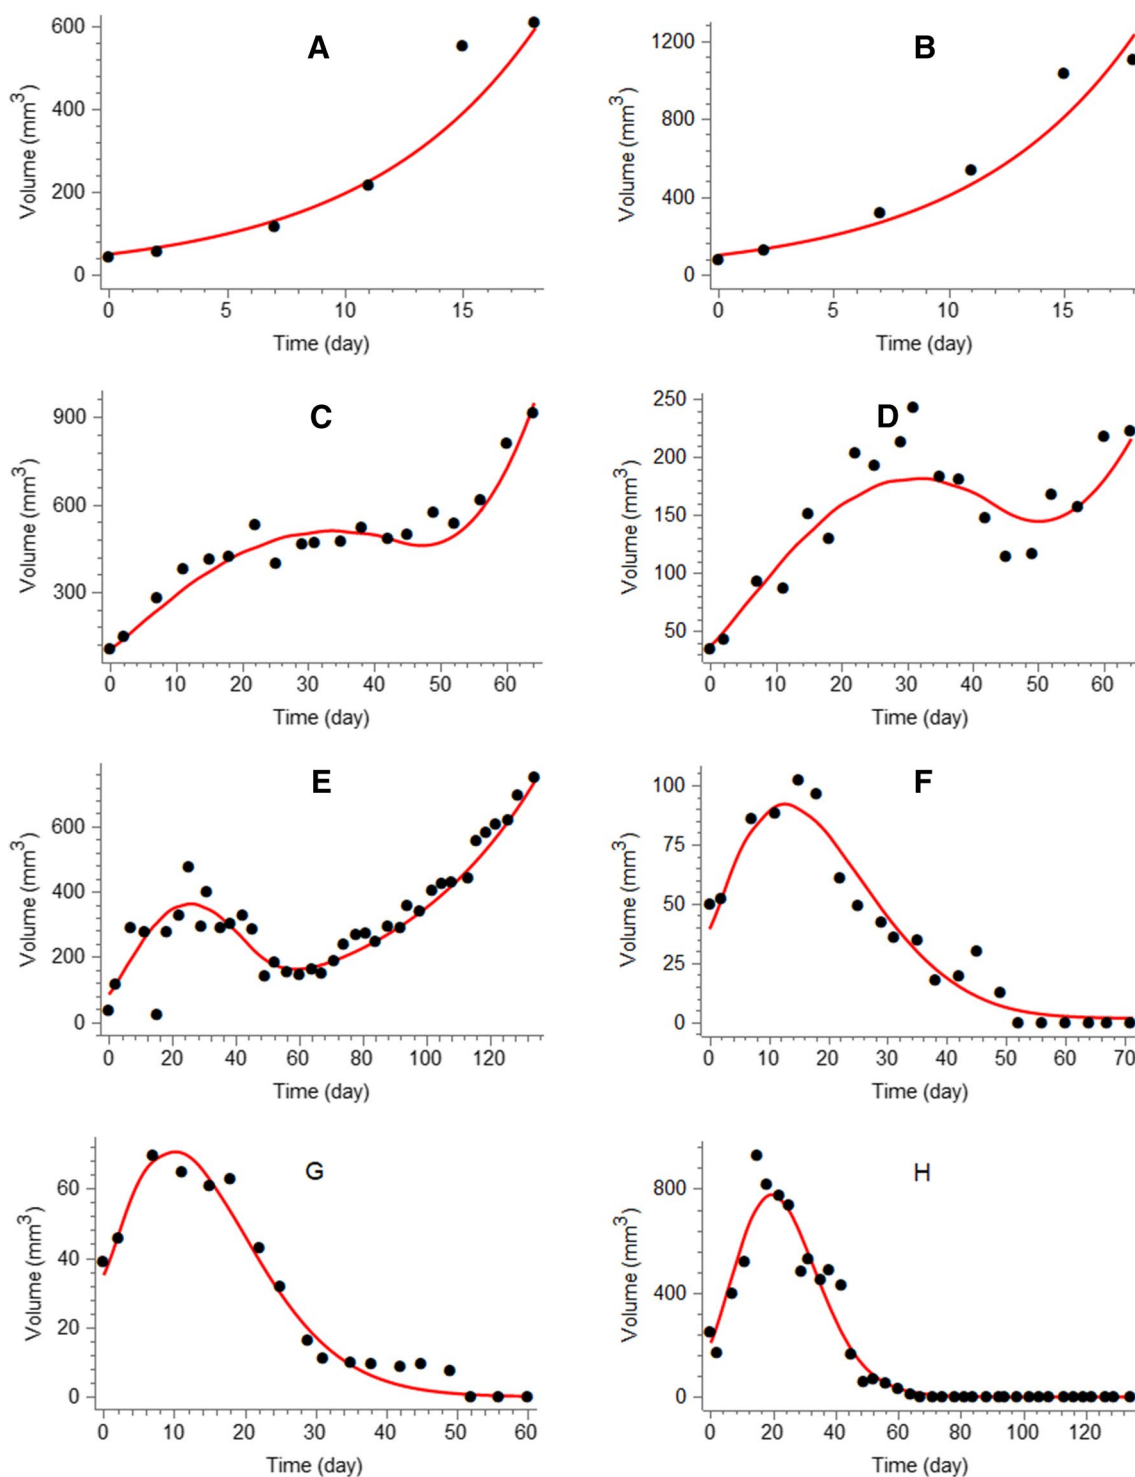 A
Volume (mm³)
600
400
200
0
0 5 10 15
Time (day)
B
Volume (mm³)
1200
800
400
0
0 5 10 15
Time (day)
C
Volume (mm³)
900
600
300
0 10 20 30 40 50 60
Time (day)
D
Volume (mm³)
250
200
150
100
50
0 10 20 30 40 50 60
Time (day)
E
Volume (mm³)
600
400
200
0
0 20 40 60 80 100 120
Time (day)
F
Volume (mm³)
100
75
50
25
0
0 10 20 30 40 50 60 70
Time (day)
G
Volume (mm³)
60
40
20
0
0 10 20 30 40 50 60
Time (day)
H
Volume (mm³)
800
400
0
0 20 40 60 80 100 120
Time (day)